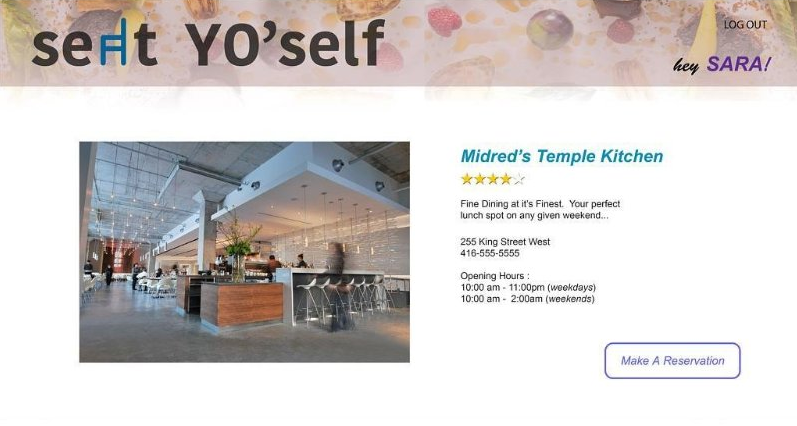 seat YO'self
LOG OUT
hey SARA!
Midred's Temple Kitchen
Fine Dining at it's Finest. Your perfect
lunch spot on any given weekend...
255 King Street West
416-555-5555
Opening Hours :
10:00 am - 11:00pm (weekdays)
10:00 am - 2:00am (weekends)
Make A Reservation